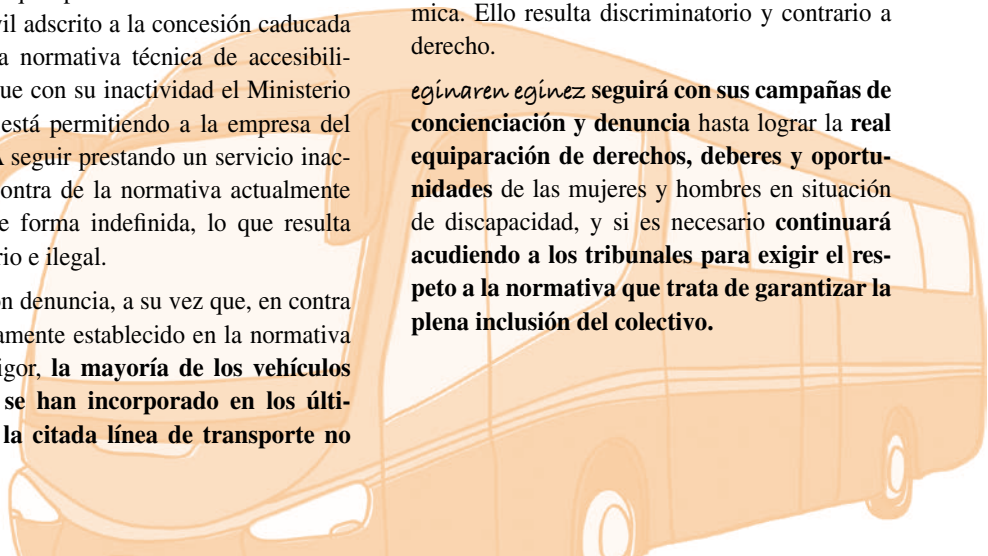 vil adscrito a la concesión caducada
a normativa técnica de accesibili-
ue con su inactividad el Ministerio
está permitiendo a la empresa del
A seguir prestando un servicio inac-
ontra de la normativa actualmente
e forma indefinida, lo que resulta
rio e ilegal.
ón denuncia, a su vez que, en contra
amente establecido en la normativa
igor, la mayoría de los vehículos
se han incorporado en los últi-
la citada línea de transporte no
mica. Ello resulta discriminatorio y contrario a
derecho.
eginaren eginez seguirá con sus campañas de
concienciación y denuncia hasta lograr la real
equiparación de derechos, deberes y oportu-
nidades de las mujeres y hombres en situación
de discapacidad, y si es necesario continuará
acudiendo a los tribunales para exigir el res-
peto a la normativa que trata de garantizar la
plena inclusión del colectivo.